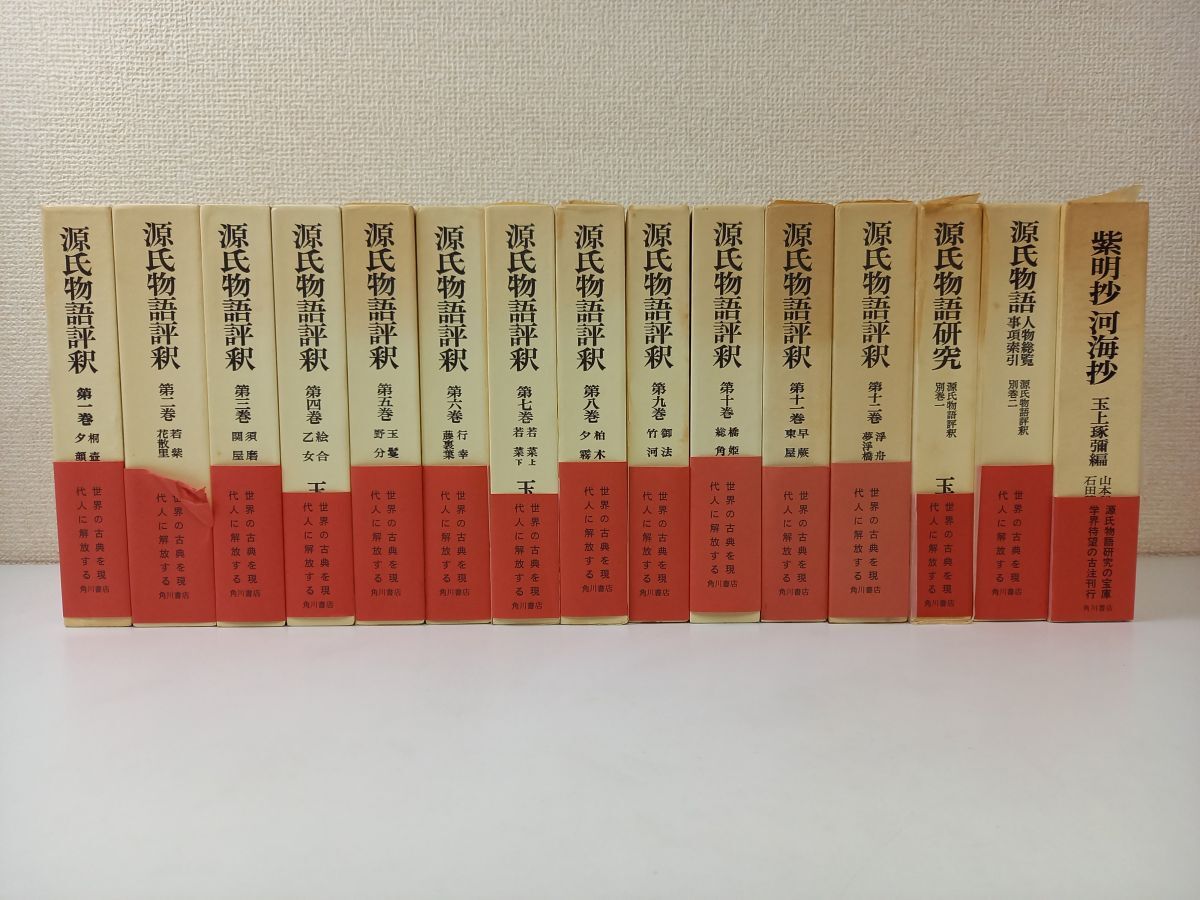 源氏物語評釈
第一巻
桐壺
夕顔
世界の古典を現
代人に解放する
源氏物語評釈
第二巻
若紫
花散里
世界の古典を現
代人に解放する
角川書店
源氏物語評釈
第三巻
須磨
関屋
世界の古典を現
代人に解放する
角川書店
源氏物語評釈
第四巻
絵合
乙女
玉
世界の古典を現
代人に解放する
角川書店
源氏物語評釈
第五巻
玉鬘
野分
世界の古典を現
代人に解放する
角川書店
源氏物語評釈
第六巻
行幸
藤裏葉
世界の古典を現
代人に解放する
角川書店
源氏物語評釈
第七巻
若菜上
若菜下
玉
世界の古典を現
代人に解放する
角川書店
源氏物語評釈
第八巻
柏木
夕霧
世界の古典を現
代人に解放する
角川書店
源氏物語評釈
第九巻
御法
竹河
世界の古典を現
代人に解放する
角川書店
源氏物語評釈
第十巻
橋姫
総角
世界の古典を現
代人に解放する
角川書店
源氏物語評釈
第十一巻
早蕨
東屋
世界の古典を現
代人に解放する
角川書店
源氏物語評釈
第十二巻
浮舟
夢浮橋
世界の古典を現
代人に解放する
角川書店
源氏物語研究
源氏物語評釈
別巻一
玉
世界の古典を現
代人に解放する
角川書店
源氏物語
人物総覧
事項索引
源氏物語評釈
別巻二
世界の古典を現
代人に解放する
角川書店
紫明抄 河海抄
玉上琢彌編
山本
石田
源氏物語研究の宝庫
学界待望の古注刊行
角川書店